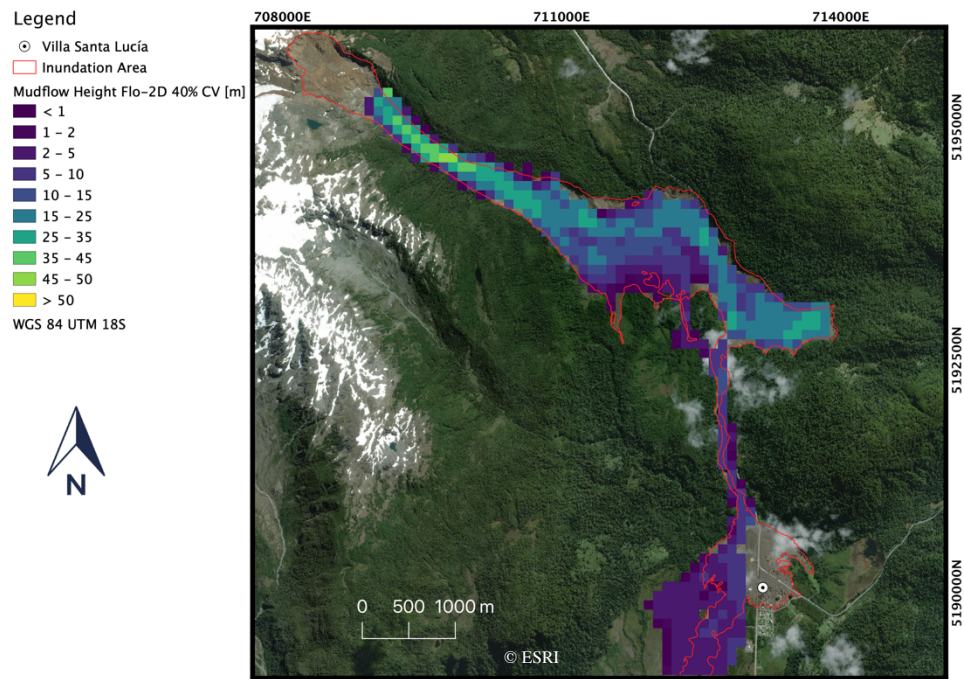 Legend
Villa Santa Lucía
Inundation Area
Mudflow Height Flo-2D 40% CV [m]
< 1
1 - 2
2 - 5
5 - 10
10 - 15
15 - 25
25 - 35
35 - 45
45 - 50
> 50
WGS 84 UTM 18S
N
708000E 711000E 714000E
5195000N
5192500N
5190000N
0 500 1000 m
© ESRI